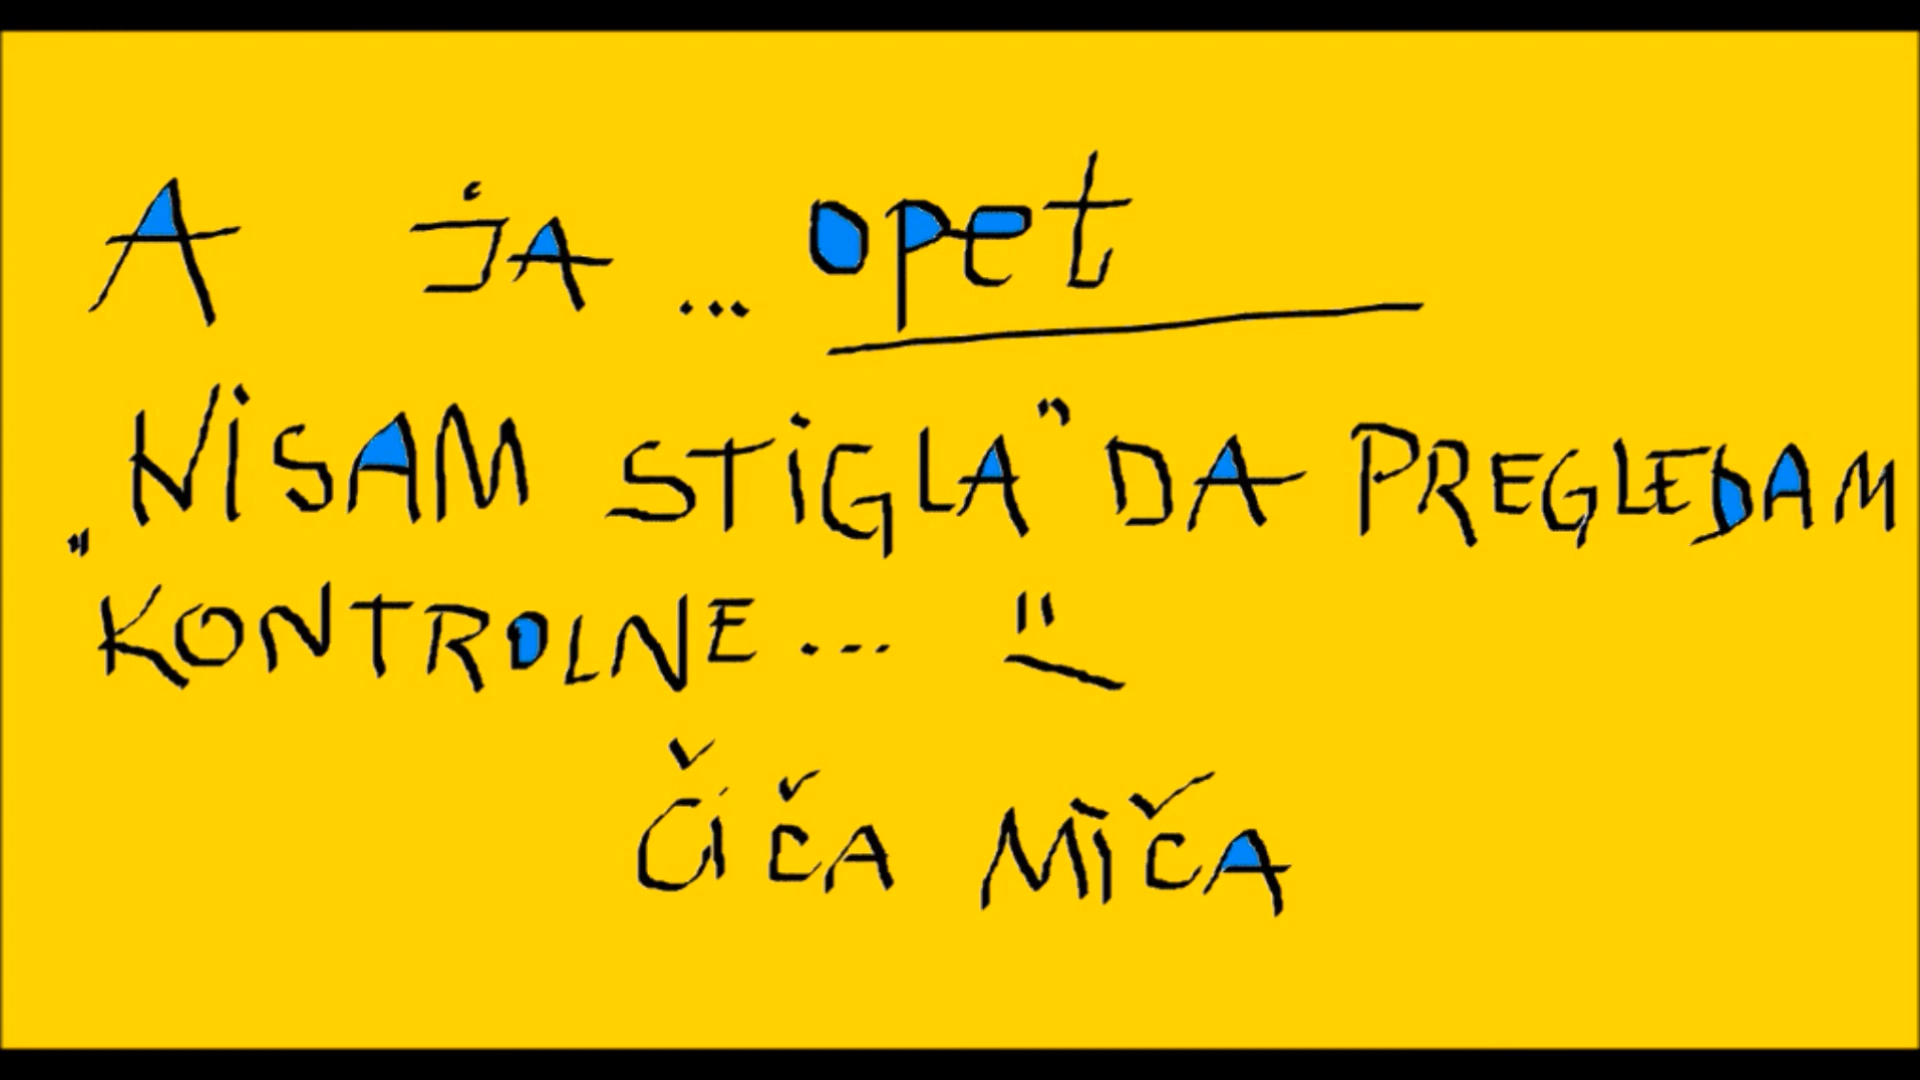 A ja ... opet
„NiSAM STiGLA” DA PREGLEDAM
KONTROLNE ...
Čiča MiČA